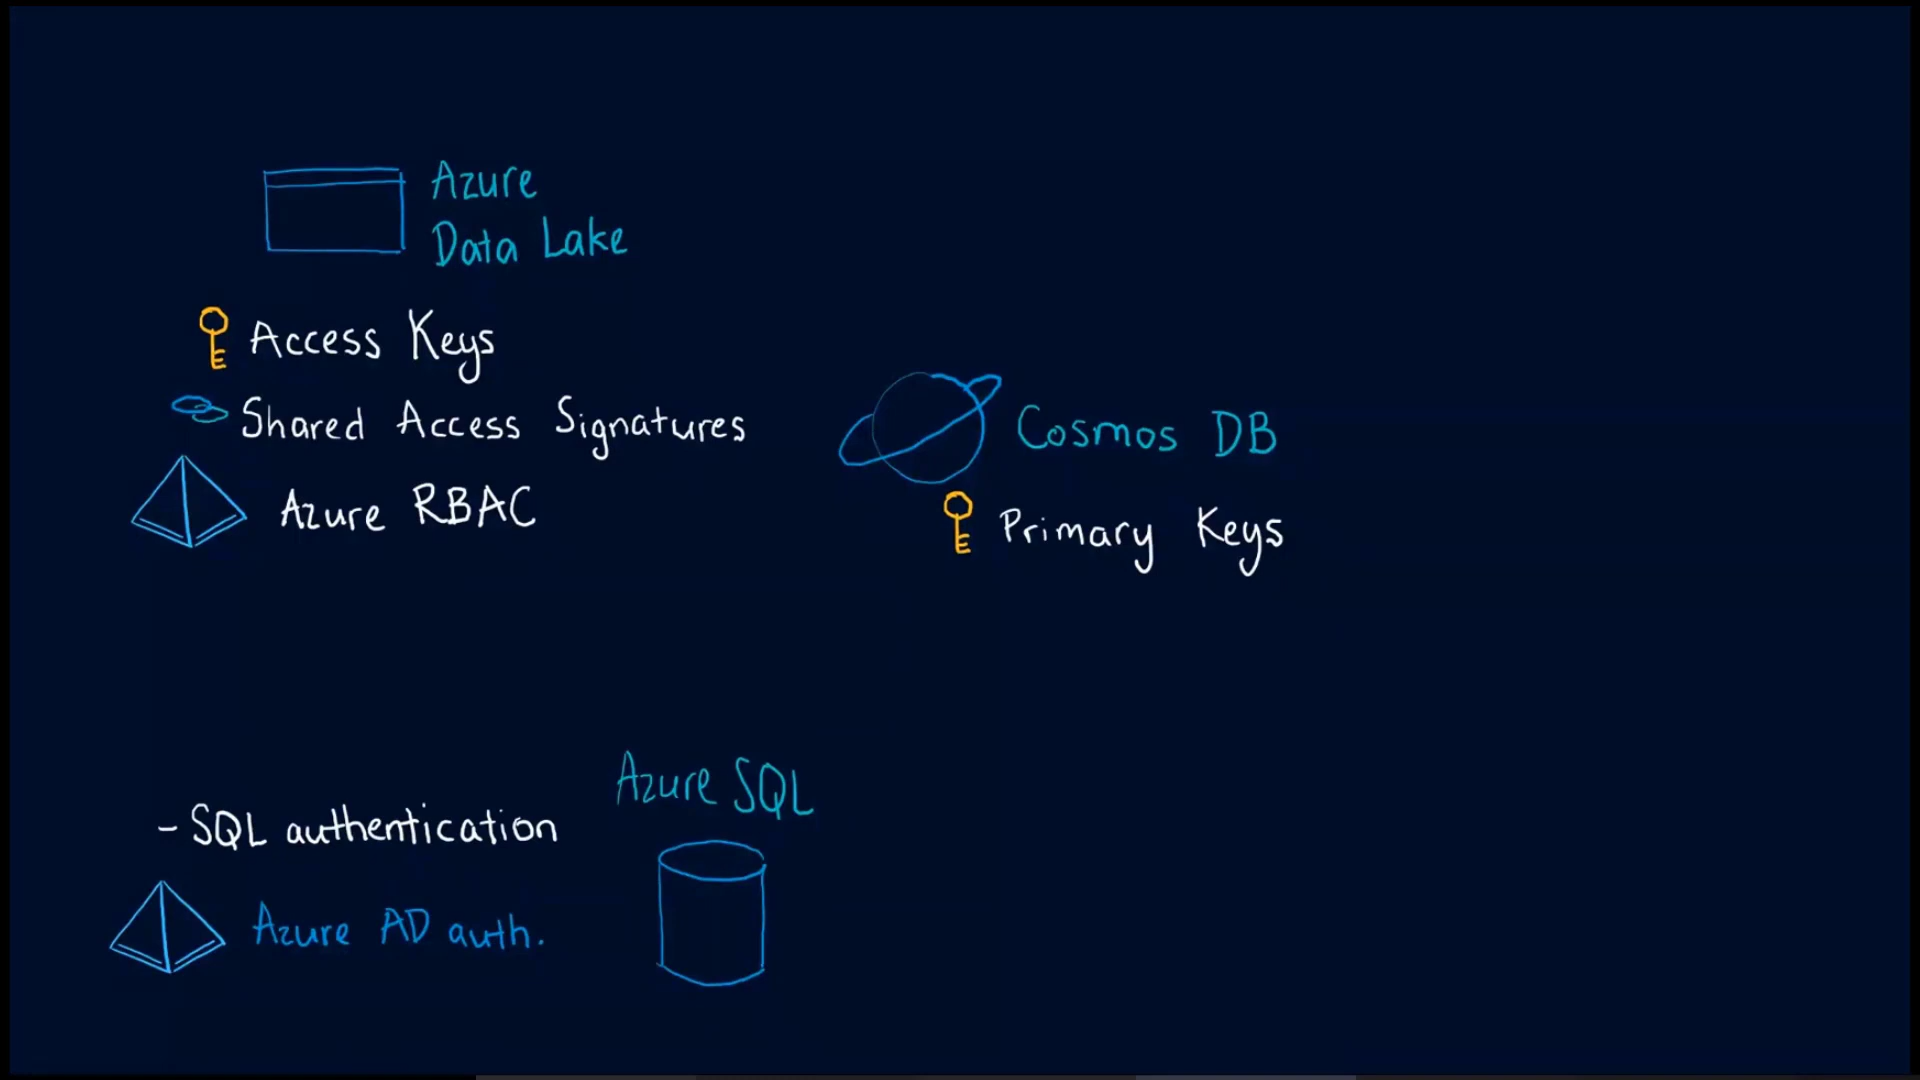 Azure
Data Lake
Access Keys
Shared Access Signatures
Azure RBAC
Cosmos DB
Primary Keys
Azure SQL
- SQL authentication
Azure AD auth.